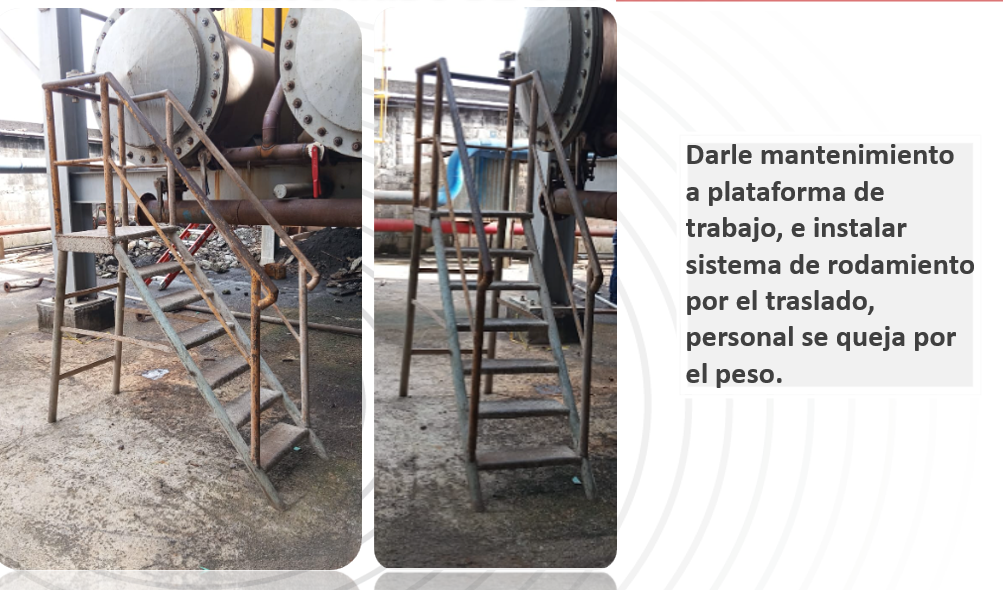 Darle mantenimiento
a plataforma de
trabajo, e instalar
sistema de rodamiento
por el traslado,
personal se queja por
el peso.